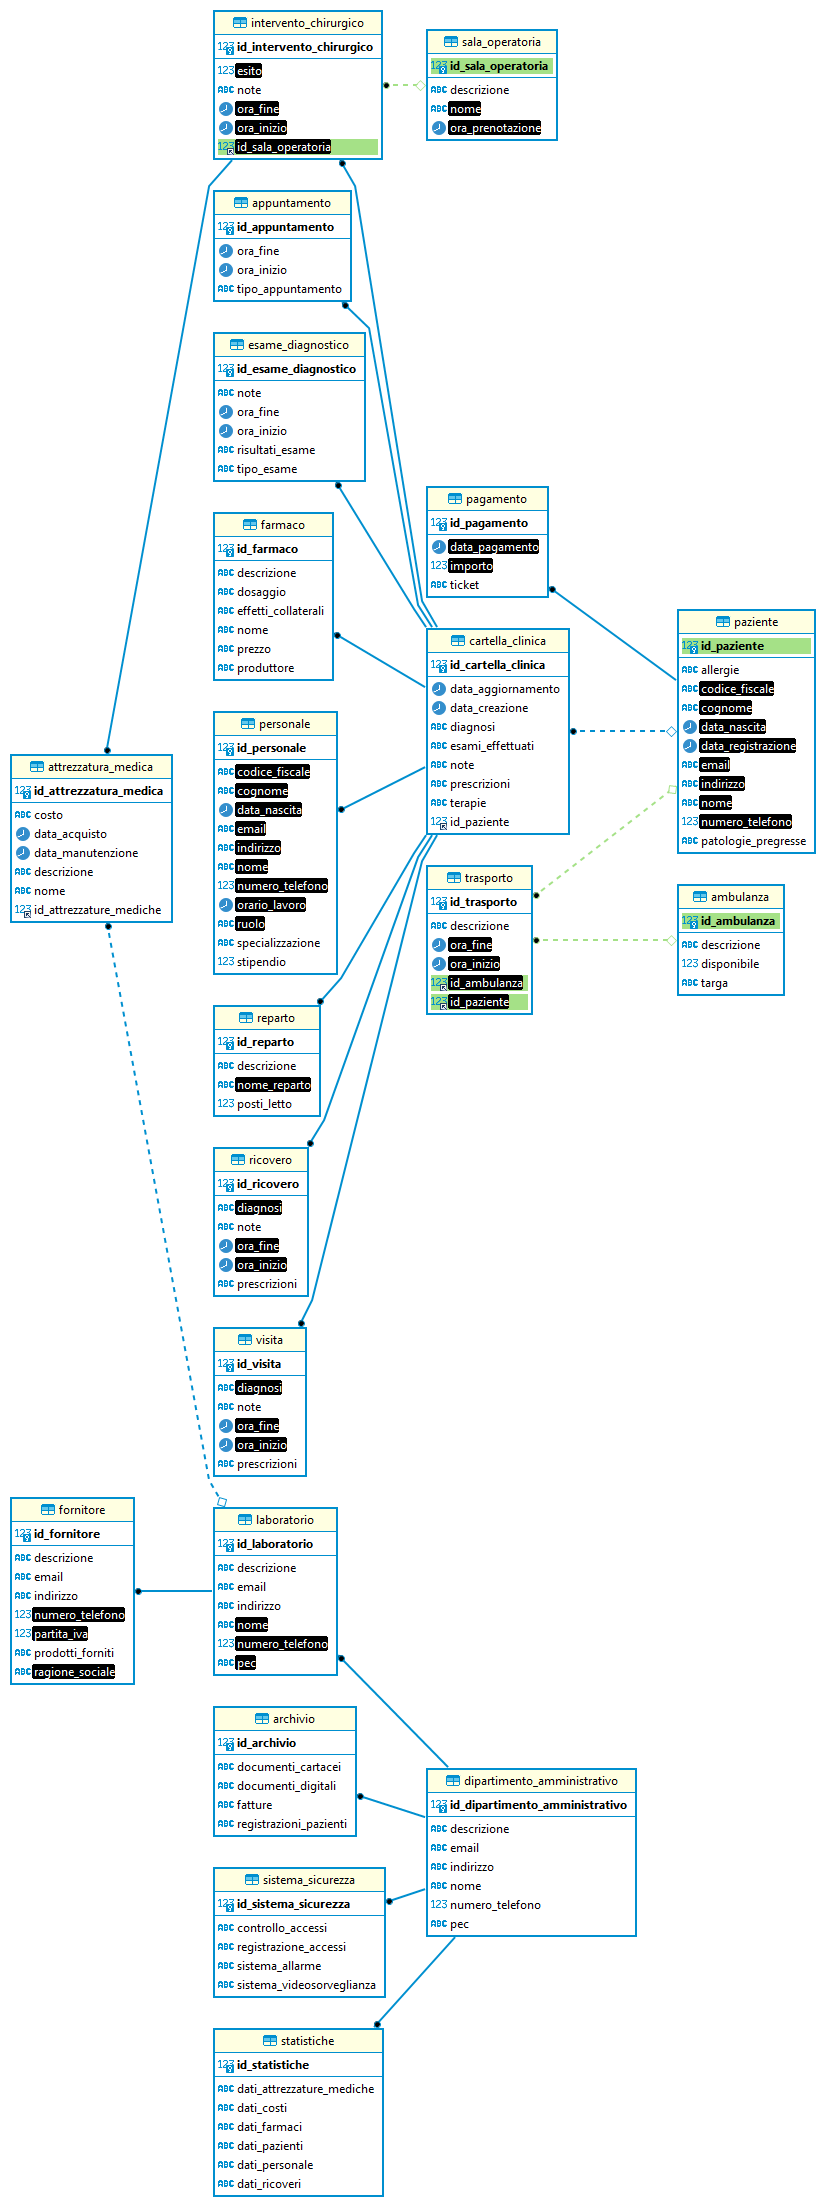 intervento_chirurgico
id_intervento_chirurgico
esito
note
ora_fine
ora_inizio
id_sala_operatoria
sala_operatoria
id_sala_operatoria
descrizione
nome
ora_prenotazione
appuntamento
id_appuntamento
ora_fine
ora_inizio
tipo_appuntamento
esame_diagnostico
id_esame_diagnostico
note
ora_fine
ora_inizio
risultati_esame
tipo_esame
pagamento
id_pagamento
data_pagamento
importo
ticket
farmaco
id_farmaco
descrizione
dosaggio
effetti_collaterali
nome
prezzo
produttore
paziente
id_paziente
allergie
codice_fiscale
cognome
data_nascita
data_registrazione
email
indirizzo
nome
numero_telefono
patologie_pregresse
cartella_clinica
id_cartella_clinica
data_aggiornamento
data_creazione
diagnosi
esami_effettuati
note
prescrizioni
terapie
id_paziente
personale
id_personale
codice_fiscale
cognome
data_nascita
email
indirizzo
nome
numero_telefono
orario_lavoro
ruolo
specializzazione
stipendio
attrezzatura_medica
id_attrezzatura_medica
costo
data_acquisto
data_manutenzione
descrizione
nome
id_attrezzature_mediche
trasporto
id_trasporto
descrizione
ora_fine
ora_inizio
id_ambulanza
id_paziente
ambulanza
id_ambulanza
descrizione
disponibile
targa
reparto
id_reparto
descrizione
nome_reparto
posti_letto
ricovero
id_ricovero
diagnosi
note
ora_fine
ora_inizio
prescrizioni
visita
id_visita
diagnosi
note
ora_fine
ora_inizio
prescrizioni
fornitore
id_fornitore
descrizione
email
indirizzo
numero_telefono
partita_iva
prodotti_forniti
ragione_sociale
laboratorio
id_laboratorio
descrizione
email
indirizzo
nome
numero_telefono
pec
archivio
id_archivio
documenti_cartacei
documenti_digitali
fatture
registrazioni_pazienti
dipartimento_amministrativo
id_dipartimento_amministrativo
descrizione
email
indirizzo
nome
numero_telefono
pec
sistema_sicurezza
id_sistema_sicurezza
controllo_accessi
registrazione_accessi
sistema_allarme
sistema_videosorveglianza
statistiche
id_statistiche
dati_attrezzature_mediche
dati_costi
dati_farmaci
dati_pazienti
dati_personale
dati_ricoveri